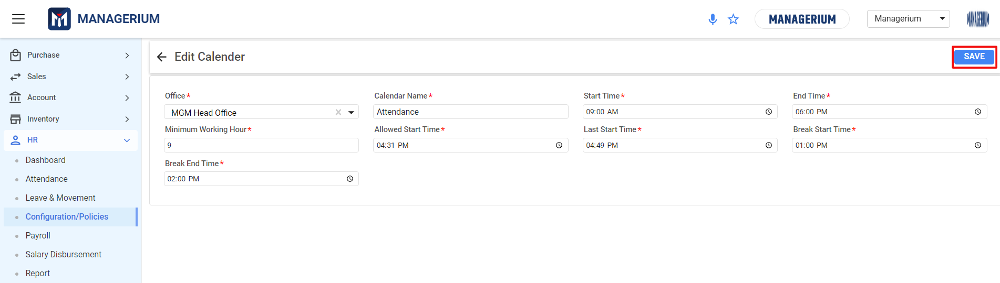 MANAGERIUM
MANAGERIUM
Managerium
MANAGERIUM
Purchase
Sales
Account
Inventory
HR
Dashboard
Attendance
Leave & Movement
Configuration/Policies
Payroll
Salary Disbursement
Report
Edit Calender
SAVE
Office*
MGM Head Office
Calendar Name*
Attendance
Start Time*
09:00 AM
End Time*
06:00 PM
Minimum Working Hour*
9
Allowed Start Time*
04:31 PM
Last Start Time*
04:49 PM
Break Start Time*
01:00 PM
Break End Time*
02:00 PM